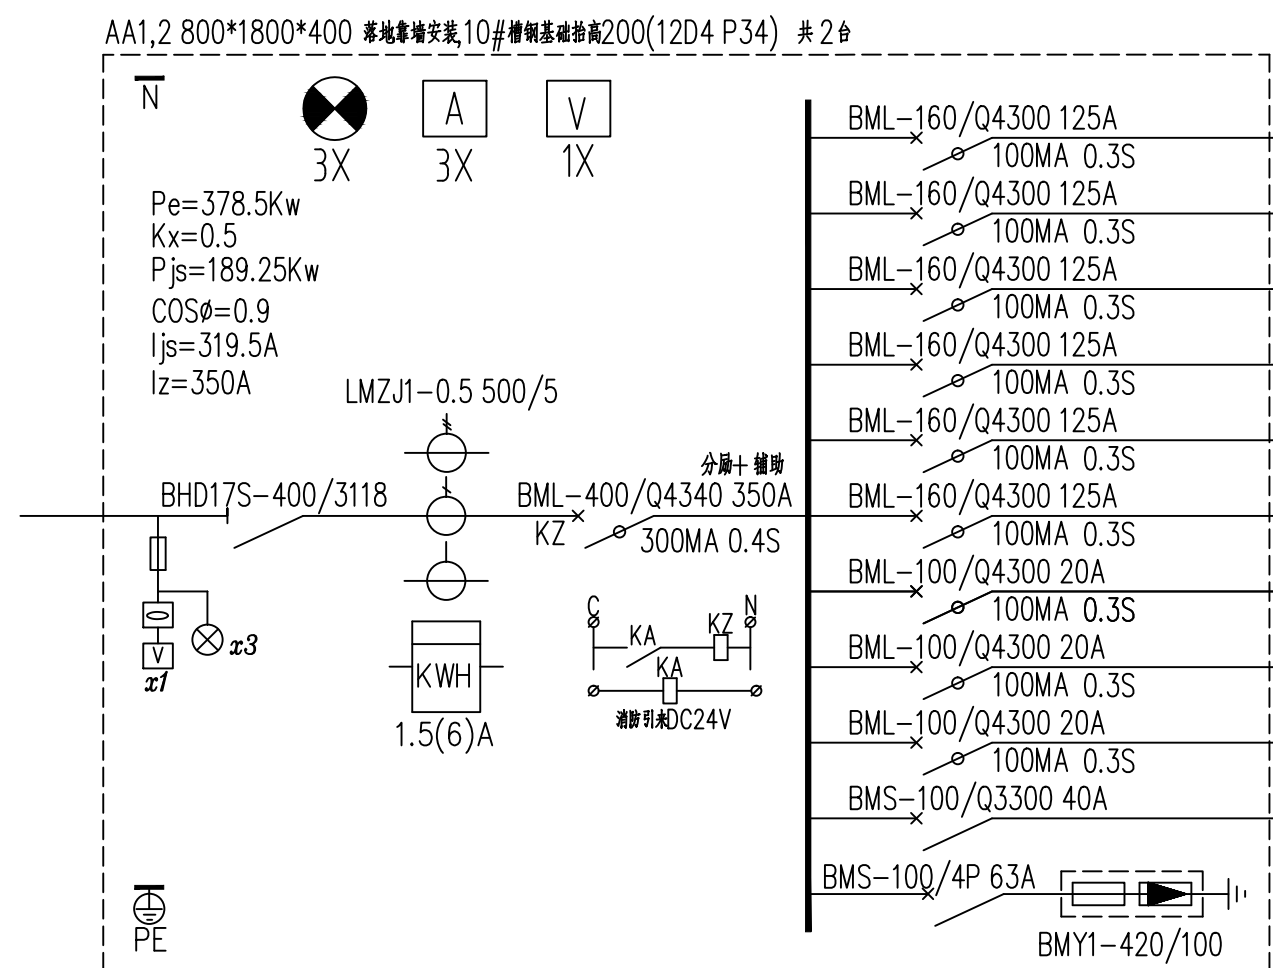 AA1,2 800*1800*400 落地靠墙安装,10#槽钢基础抬高200(12D4 P34) 共2台
N
A
V
3X
3X
1X
Pe=378.5Kw
Kx=0.5
Pjs=189.25Kw
COSø=0.9
Ijs=319.5A
Iz=350A
LMZJ1-0.5 500/5
BHD17S-400/3118
分励+辅助
BML-400/Q4340 350A
KZ
300MA 0.4S
V
x3
x1
KWH
1.5(6)A
C
N
KA
KZ
KA
消防引来DC24V
BML-160/Q4300 125A
100MA 0.3S
BML-160/Q4300 125A
100MA 0.3S
BML-160/Q4300 125A
100MA 0.3S
BML-160/Q4300 125A
100MA 0.3S
BML-160/Q4300 125A
100MA 0.3S
BML-160/Q4300 125A
100MA 0.3S
BML-100/Q4300 20A
100MA 0.3S
BML-100/Q4300 20A
100MA 0.3S
BML-100/Q4300 20A
100MA 0.3S
BMS-100/Q3300 40A
BMS-100/4P 63A
BMY1-420/100
PE